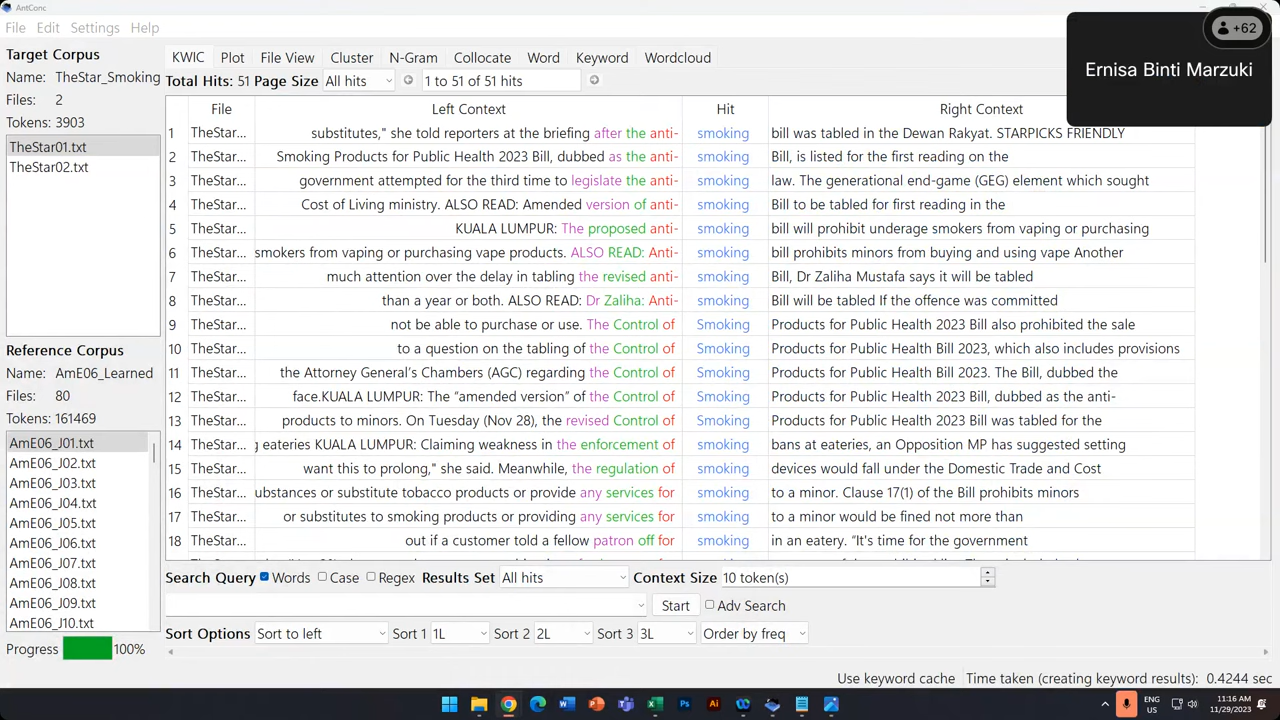 AntConc
File Edit Settings Help
+62
Ernisa Binti Marzuki
Target Corpus
Name: TheStar_Smoking
Files: 2
Tokens: 3903
TheStar01.txt
TheStar02.txt
Reference Corpus
Name: AmE06_Learned
Files: 80
Tokens: 161469
AmE06_J01.txt
AmE06_J02.txt
AmE06_J03.txt
AmE06_J04.txt
AmE06_J05.txt
AmE06_J06.txt
AmE06_J07.txt
AmE06_J08.txt
AmE06_J09.txt
AmE06_J10.txt
Progress 100%
KWIC Plot File View Cluster N-Gram Collocate Word Keyword Wordcloud
Total Hits: 51 Page Size All hits 1 to 51 of 51 hits
File Left Context Hit Right Context
1 TheStar... substitutes," she told reporters at the briefing after the anti- smoking bill was tabled in the Dewan Rakyat. STARPICKS FRIENDLY
2 TheStar... Smoking Products for Public Health 2023 Bill, dubbed as the anti- smoking Bill, is listed for the first reading on the
3 TheStar... government attempted for the third time to legislate the anti- smoking law. The generational end-game (GEG) element which sought
4 TheStar... Cost of Living ministry. ALSO READ: Amended version of anti- smoking Bill to be tabled for first reading in the
5 TheStar... KUALA LUMPUR: The proposed anti- smoking bill will prohibit underage smokers from vaping or purchasing
6 TheStar... smokers from vaping or purchasing vape products. ALSO READ: Anti- smoking bill prohibits minors from buying and using vape Another
7 TheStar... much attention over the delay in tabling the revised Anti- smoking Bill, Dr Zaliha Mustafa says it will be tabled
8 TheStar... than a year or both. ALSO READ: Dr Zaliha: Anti- smoking Bill will be tabled If the offence was committed
9 TheStar... not be able to purchase or use. The Control of Smoking Products for Public Health 2023 Bill also prohibited the sale
10 TheStar... to a question on the tabling of the Control of Smoking Products for Public Health Bill 2023, which also includes provisions
11 TheStar... the Attorney General’s Chambers (AGC) regarding the Control of Smoking Products for Public Health Bill 2023. The Bill, dubbed the
12 TheStar... face.KUALA LUMPUR: The “amended version” of the Control of Smoking Products for Public Health 2023 Bill, dubbed as the anti-
13 TheStar... products to minors. On Tuesday (Nov 28), the revised Control of Smoking Products for Public Health 2023 Bill was tabled for the
14 TheStar... g eateries KUALA LUMPUR: Claiming weakness in the enforcement of smoking bans at eateries, an Opposition MP has suggested setting
15 TheStar... want this to prolong," she said. Meanwhile, the regulation of smoking devices would fall under the Domestic Trade and Cost
16 TheStar... ubstances or substitute tobacco products or provide any services for smoking to a minor. Clause 17(1) of the Bill prohibits minors
17 TheStar... or substitutes to smoking products or providing any services for smoking to a minor would be fined not more than
18 TheStar... out if a customer told a fellow patron off for smoking in an eatery. “It's time for the government
Search Query Words Case Regex Results Set All hits Context Size 10 token(s)
Start Adv Search
Sort Options Sort to left Sort 1 1L Sort 2 2L Sort 3 3L Order by freq
Use keyword cache Time taken (creating keyword results): 0.4244 sec
ENG
US
11:16 AM
11/29/2023